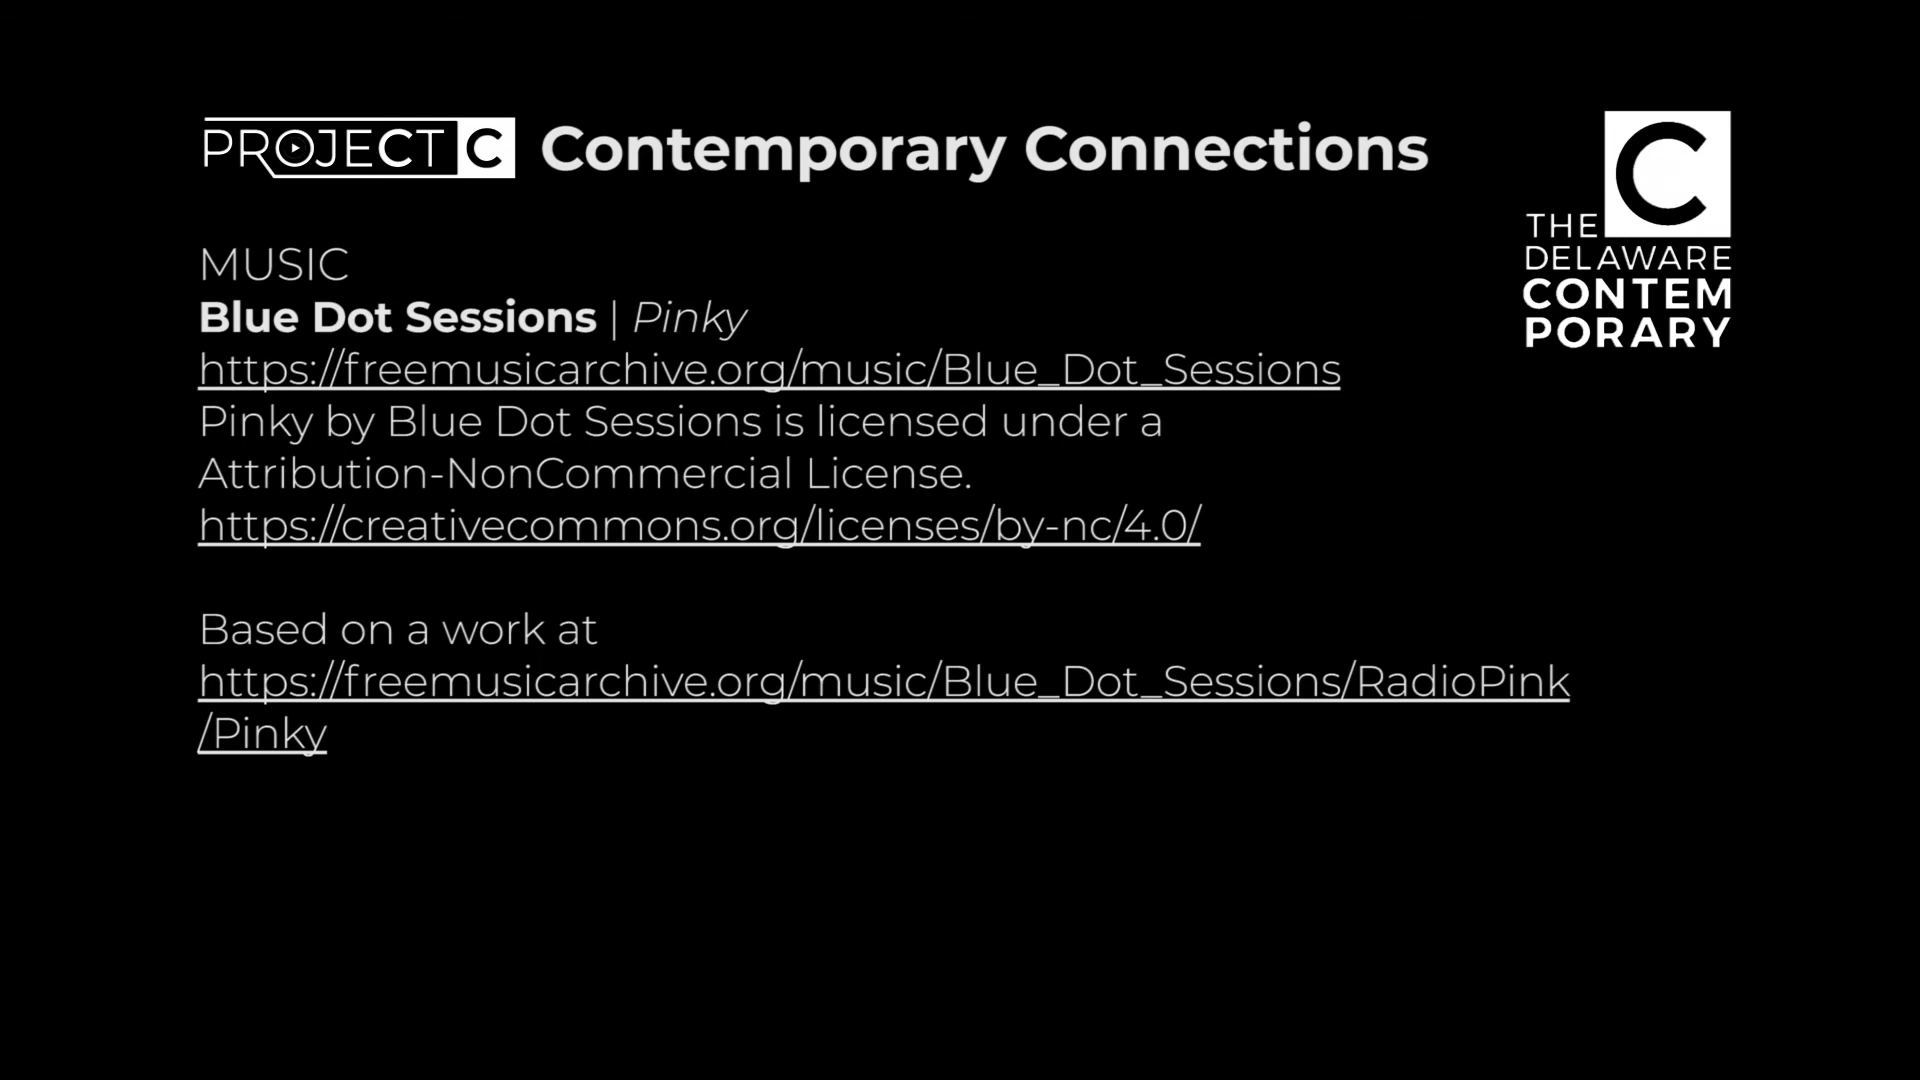 PROJECT C Contemporary Connections
C
THE
DELAWARE
CONTEM
PORARY
MUSIC
Blue Dot Sessions | Pinky
https://freemusicarchive.org/music/Blue_Dot_Sessions
Pinky by Blue Dot Sessions is licensed under a
Attribution-NonCommercial License.
https://creativecommons.org/licenses/by-nc/4.0/
Based on a work at
https://freemusicarchive.org/music/Blue_Dot_Sessions/RadioPink
/Pinky